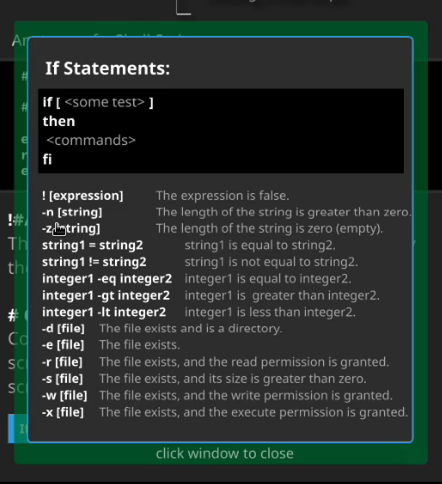 If Statements:
if [ <some test> ]
then
<commands>
fi
! [expression] The expression is false.
-n [string] The length of the string is greater than zero.
The length of the string is zero (empty).
string1 = string2 string1 is equal to string2.
string1 != string2 string1 is not equal to string2.
integer1 -eq integer2 integer1 is equal to integer2.
integer1 -gt integer2 integer1 is greater than integer2.
integer1 -lt integer2 integer1 is less than integer2.
-d [file] The file exists and is a directory.
-e [file] The file exists.
-r [file] The file exists, and the read permission is granted.
-s [file] The file exists, and its size is greater than zero.
-w [file] The file exists, and the write permission is granted.
-x [file] The file exists, and the execute permission is granted.
click window to close